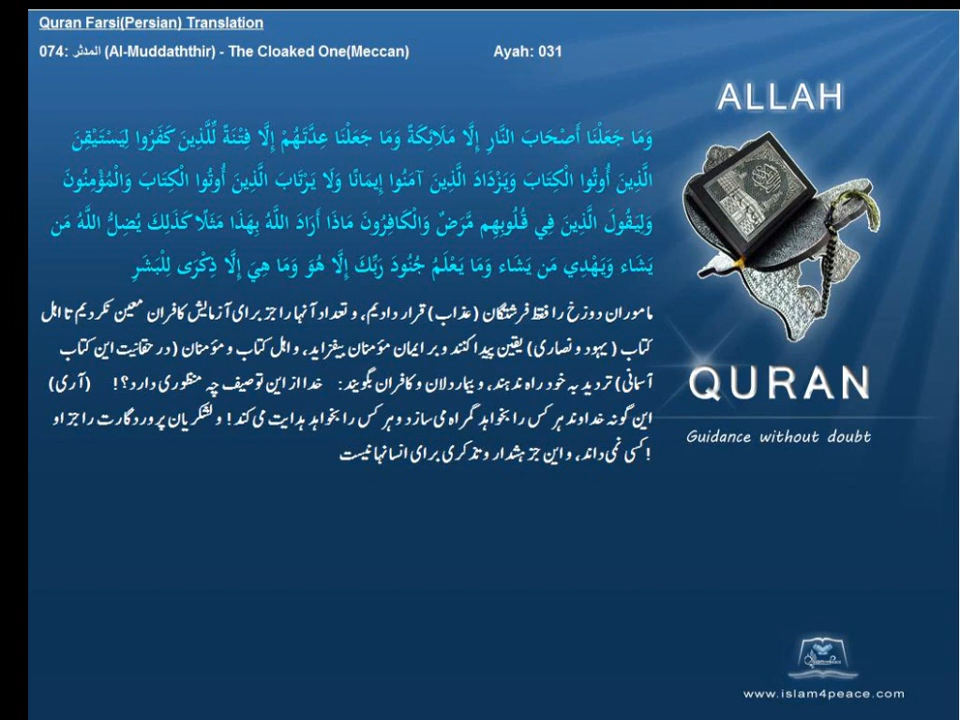 Quran Farsi(Persian) Translation
074: المدثر (Al-Muddaththir) - The Cloaked One(Meccan) Ayah: 031
ALLAH
وَمَا جَعَلْنَا أَصْحَابَ النَّارِ إِلَّا مَلَائِكَةً وَمَا جَعَلْنَا عِدَّتَهُمْ إِلَّا فِتْنَةً لِّلَّذِينَ كَفَرُوا لِيَسْتَيْقِنَ
الَّذِينَ أُوتُوا الْكِتَابَ وَيَزْدَادَ الَّذِينَ آمَنُوا إِيمَانًا وَلَا يَرْتَابَ الَّذِينَ أُوتُوا الْكِتَابَ وَالْمُؤْمِنُونَ
وَلِيَقُولَ الَّذِينَ فِي قُلُوبِهِم مَّرَضٌ وَالْكَافِرُونَ مَاذَا أَرَادَ اللَّهُ بِهَذَا مَثَلًا كَذَلِكَ يُضِلُّ اللَّهُ مَن
يَشَاء وَيَهْدِي مَن يَشَاء وَمَا يَعْلَمُ جُنُودَ رَبِّكَ إِلَّا هُوَ وَمَا هِيَ إِلَّا ذِكْرَى لِلْبَشَرِ
ماموران دوزخ را فقط فرشتگان (عذاب) قرار دادیم، و تعداد آنها را جز برای آزمایش کافران معین نکردیم تا اهل
کتاب (یهود و نصاری) یقین پیدا کنند و بر ایمان مؤمنان بیفزاید، و اهل کتاب و مؤمنان (در حقانیت این کتاب
آسمانی) تردید به خود راه ندهند، و بیماردلان و کافران بگویند: خدا از این توصیف چه منظوری دارد؟! (آری)
این گونه خداوند هر کس را بخواهد گمراه می‌سازد و هر کس را بخواهد هدایت می‌کند! و لشکریان پروردگارت را جز او
!کسی نمی‌داند، و این جز هشدار و تذکری برای انسانها نیست
QURAN
Guidance without doubt
www.islam4peace.com